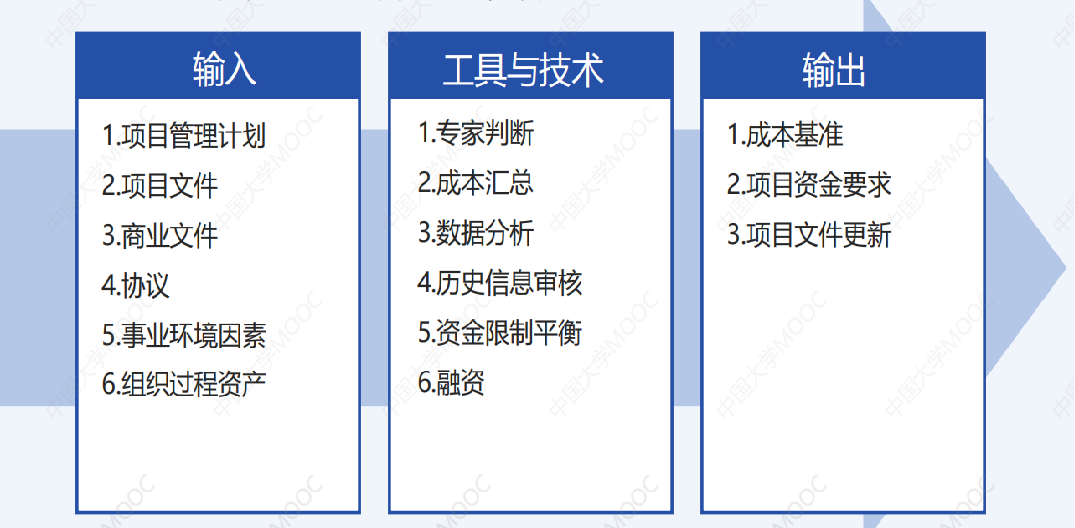 输入
1.项目管理计划
2.项目文件
3.商业文件
4.协议
5.事业环境因素
6.组织过程资产
工具与技术
1.专家判断
2.成本汇总
3.数据分析
4.历史信息审核
5.资金限制平衡
6.融资
输出
1.成本基准
2.项目资金要求
3.项目文件更新
中国大学MOOC